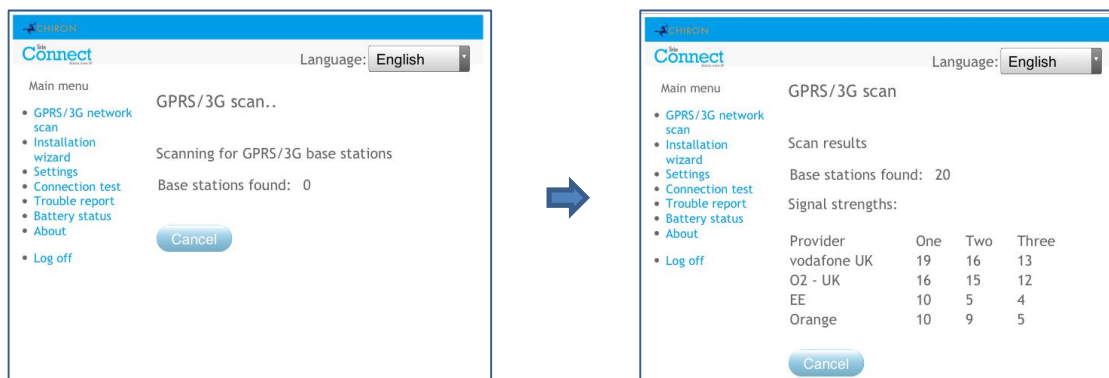 CHIRON
iris
Connect
Language: English
Main menu
GPRS/3G network
scan
Installation
wizard
Settings
Connection test
Trouble report
Battery status
About
Log off
GPRS/3G scan..
Scanning for GPRS/3G base stations
Base stations found: 0
Cancel
CHIRON
iris
Connect
Language: English
Main menu
GPRS/3G network
scan
Installation
wizard
Settings
Connection test
Trouble report
Battery status
About
Log off
GPRS/3G scan
Scan results
Base stations found: 20
Signal strengths:
Provider One Two Three
vodafone UK 19 16 13
O2 - UK 16 15 12
EE 10 5 4
Orange 10 9 5
Cancel